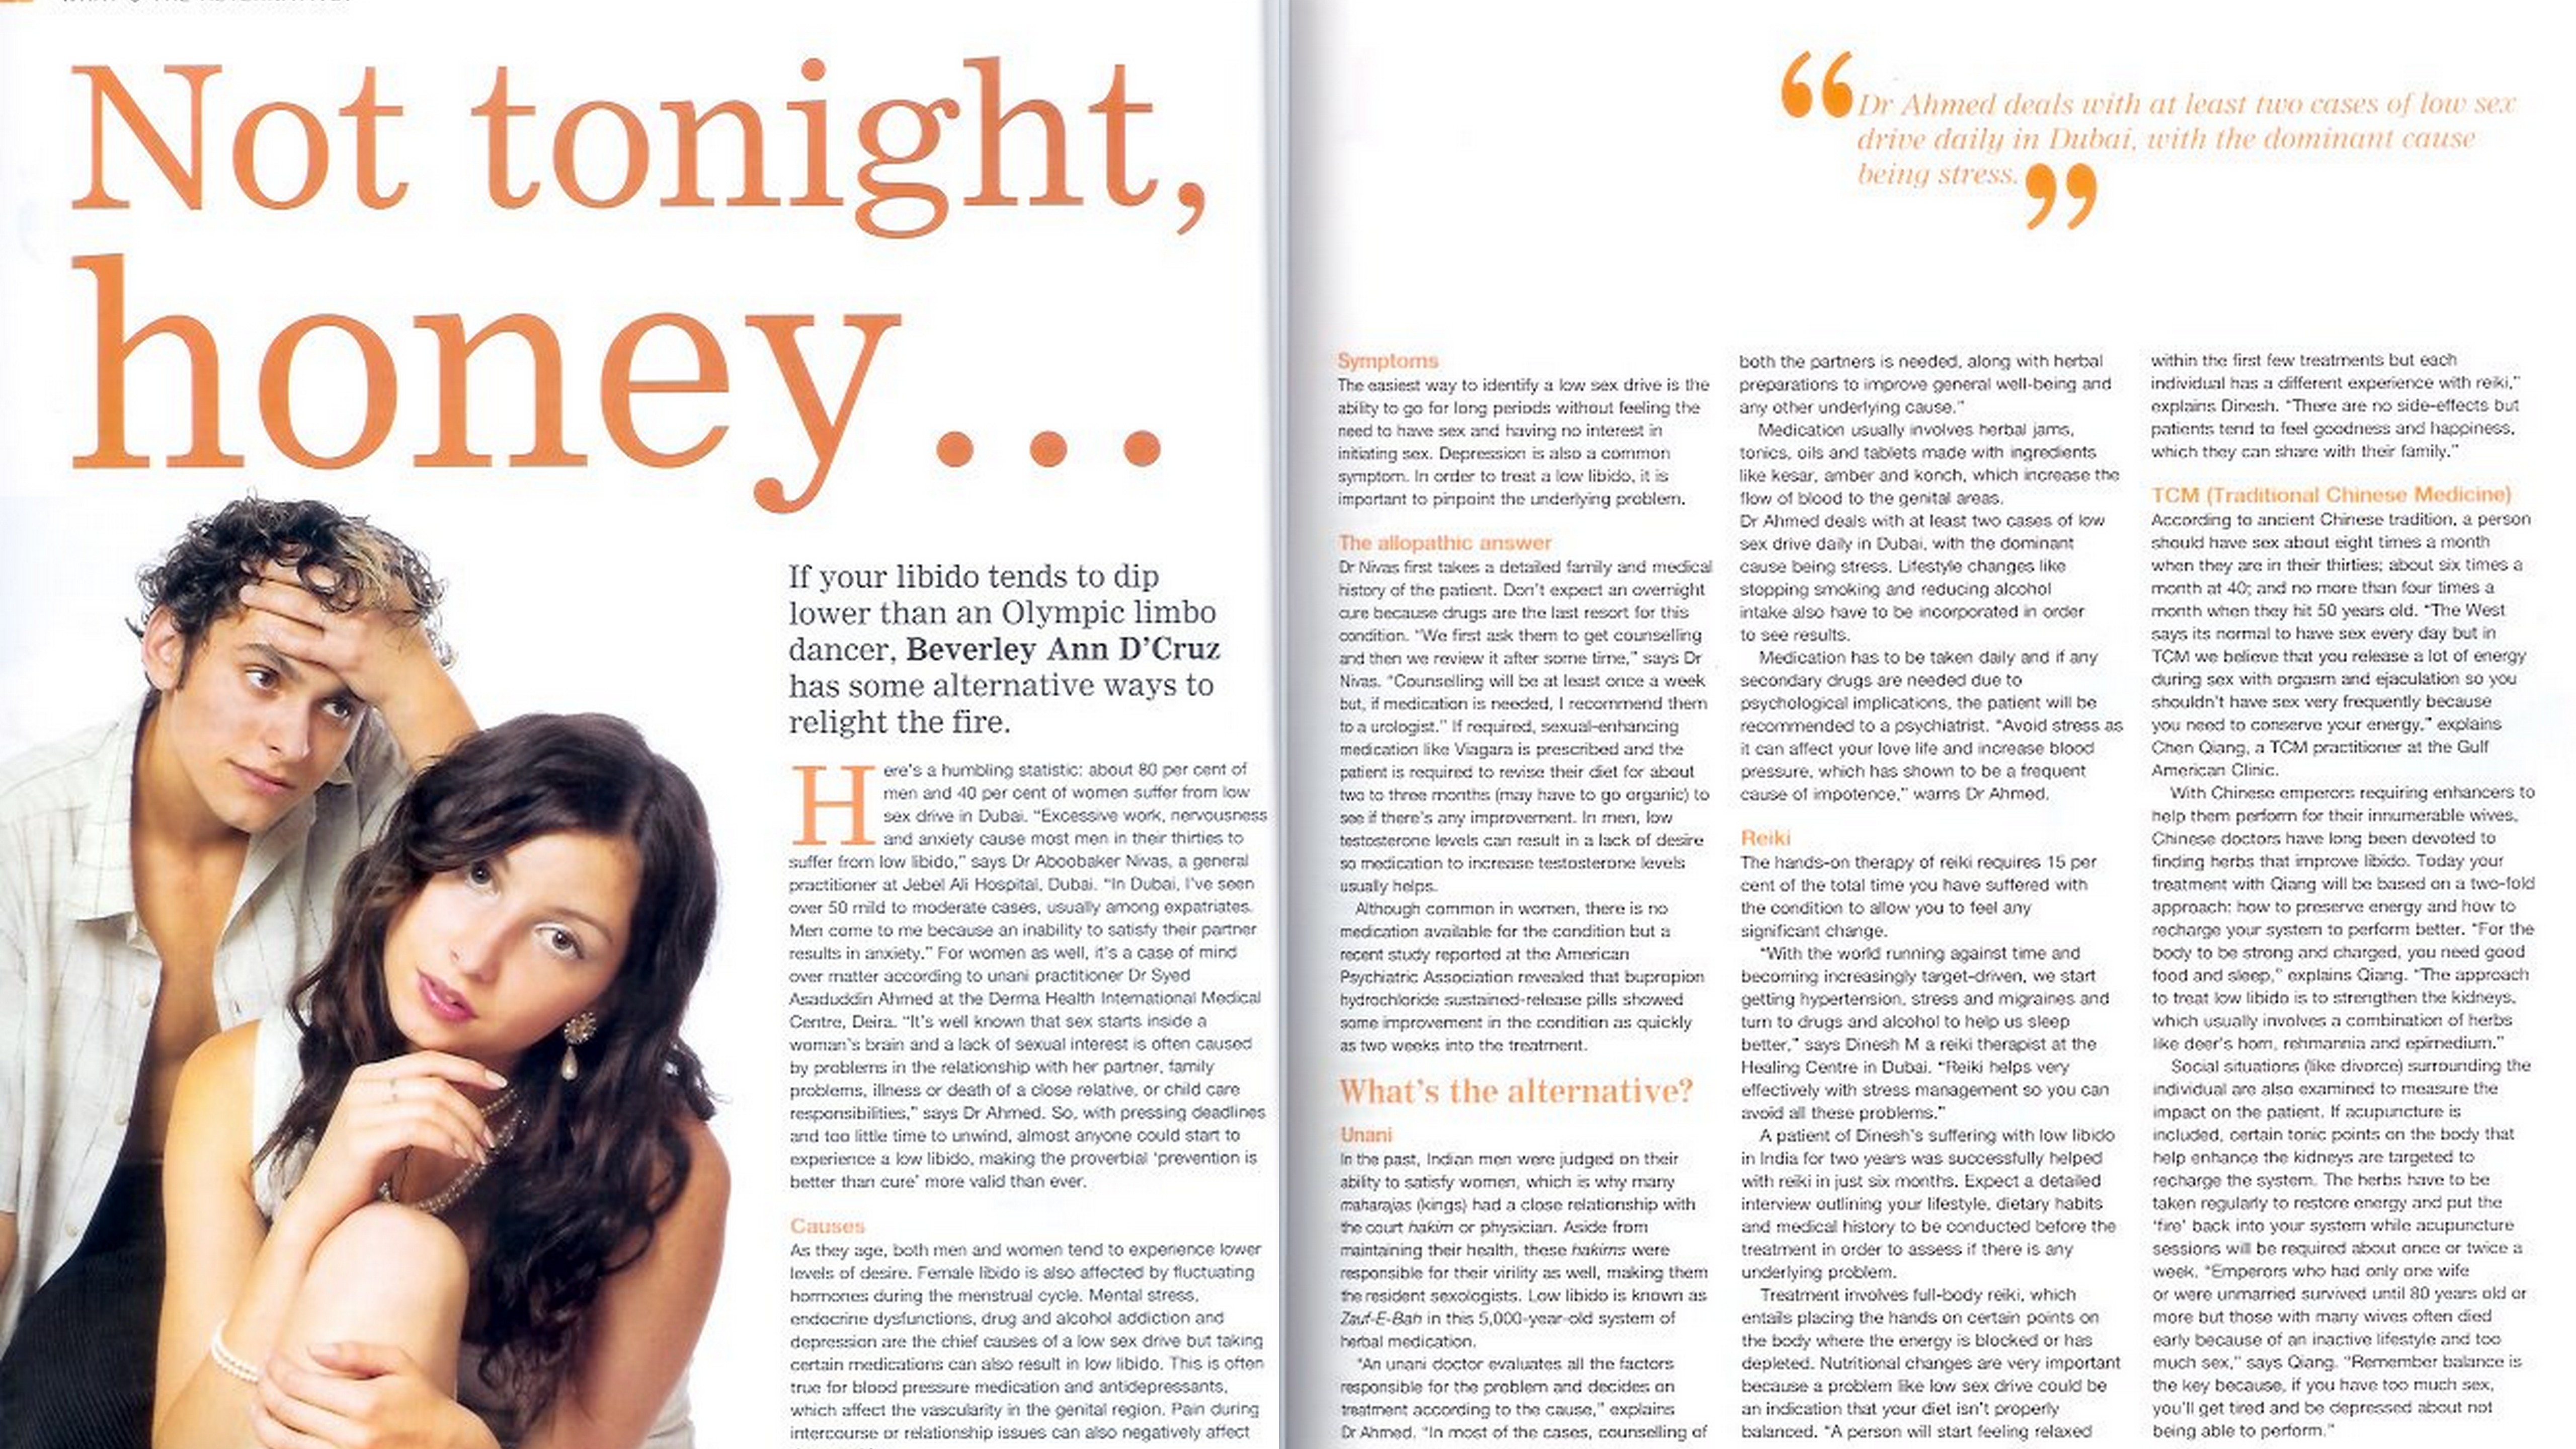 Not tonight,
honey...
If your libido tends to dip
lower than an Olympic limbo
dancer, Beverley Ann D'Cruz
has some alternative ways to
relight the fire.
Here's a humbling statistic: about 80 per cent of
men and 40 per cent of women suffer from low
sex drive in Dubai. "Excessive work, nervousness
and anxiety cause most men in their thirties to
suffer from low libido," says Dr Aboobaker Nivas, a general
practitioner at Jebel Ali Hospital, Dubai. "In Dubai, I've seen
over 50 mild to moderate cases, usually among expatriates.
Men come to me because an inability to satisfy their partner
results in anxiety." For women as well, it's a case of mind
over matter according to unani practitioner Dr Syed
Asaduddin Ahmed at the Derma Health International Medical
Centre, Deira. "It's well known that sex starts inside a
woman's brain and a lack of sexual interest is often caused
by problems in the relationship with her partner, family
problems, illness or death of a close relative, or child care
responsibilities," says Dr Ahmed. So, with pressing deadlines
and too little time to unwind, almost anyone could start to
experience a low libido, making the proverbial 'prevention is
better than cure' more valid than ever.
Causes
As they age, both men and women tend to experience lower
levels of desire. Female libido is also affected by fluctuating
hormones during the menstrual cycle. Mental stress,
endocrine dysfunctions, drug and alcohol addiction and
depression are the chief causes of a low sex drive but taking
certain medications can also result in low libido. This is often
true for blood pressure medication and antidepressants,
which affect the vascularity in the genital region. Pain during
intercourse or relationship issues can also negatively affect
"Dr Ahmed deals with at least two cases of low sex
drive daily in Dubai, with the dominant cause
being stress."
Symptoms
The easiest way to identify a low sex drive is the
ability to go for long periods without feeling the
need to have sex and having no interest in
initiating sex. Depression is also a common
symptom. In order to treat a low libido, it is
important to pinpoint the underlying problem.
The allopathic answer
Dr Nivas first takes a detailed family and medical
history of the patient. Don't expect an overnight
cure because drugs are the last resort for this
condition. "We first ask them to get counselling
and then we review it after some time," says Dr
Nivas. "Counselling will be at least once a week
but, if medication is needed, I recommend them
to a urologist." If required, sexual-enhancing
medication like Viagara is prescribed and the
patient is required to revise their diet for about
two to three months (may have to go organic) to
see if there's any improvement. In men, low
testosterone levels can result in a lack of desire
so medication to increase testosterone levels
usually helps.
Although common in women, there is no
medication available for the condition but a
recent study reported at the American
Psychiatric Association revealed that bupropion
hydrochloride sustained-release pills showed
some improvement in the condition as quickly
as two weeks into the treatment.
What's the alternative?
Unani
In the past, Indian men were judged on their
ability to satisfy women, which is why many
maharajas (kings) had a close relationship with
the court hakim or physician. Aside from
maintaining their health, these hakims were
responsible for their virility as well, making them
the resident sexologists. Low libido is known as
Zauf-E-Bah in this 5,000-year-old system of
herbal medication.
"An unani doctor evaluates all the factors
responsible for the problem and decides on
treatment according to the cause," explains
Dr Ahmed. "In most of the cases, counselling of
both the partners is needed, along with herbal
preparations to improve general well-being and
any other underlying cause."
Medication usually involves herbal jams,
tonics, oils and tablets made with ingredients
like kesar, amber and konch, which increase the
flow of blood to the genital areas.
Dr Ahmed deals with at least two cases of low
sex drive daily in Dubai, with the dominant
cause being stress. Lifestyle changes like
stopping smoking and reducing alcohol
intake also have to be incorporated in order
to see results.
Medication has to be taken daily and if any
secondary drugs are needed due to
psychological implications, the patient will be
recommended to a psychiatrist. "Avoid stress as
it can affect your love life and increase blood
pressure, which has shown to be a frequent
cause of impotence," warns Dr Ahmed.
Reiki
The hands-on therapy of reiki requires 15 per
cent of the total time you have suffered with
the condition to allow you to feel any
significant change.
"With the world running against time and
becoming increasingly target-driven, we start
getting hypertension, stress and migraines and
turn to drugs and alcohol to help us sleep
better," says Dinesh M a reiki therapist at the
Healing Centre in Dubai. "Reiki helps very
effectively with stress management so you can
avoid all these problems."
A patient of Dinesh's suffering with low libido
in India for two years was successfully helped
with reiki in just six months. Expect a detailed
interview outlining your lifestyle, dietary habits
and medical history to be conducted before the
treatment in order to assess if there is any
underlying problem.
Treatment involves full-body reiki, which
entails placing the hands on certain points on
the body where the energy is blocked or has
depleted. Nutritional changes are very important
because a problem like low sex drive could be
an indication that your diet isn't properly
balanced. "A person will start feeling relaxed
within the first few treatments but each
individual has a different experience with reiki,"
explains Dinesh. "There are no side-effects but
patients tend to feel goodness and happiness,
which they can share with their family."
TCM (Traditional Chinese Medicine)
According to ancient Chinese tradition, a person
should have sex about eight times a month
when they are in their thirties; about six times a
month at 40; and no more than four times a
month when they hit 50 years old. "The West
says its normal to have sex every day but in
TCM we believe that you release a lot of energy
during sex with orgasm and ejaculation so you
shouldn't have sex very frequently because
you need to conserve your energy," explains
Chen Qiang, a TCM practitioner at the Gulf
American Clinic.
With Chinese emperors requiring enhancers to
help them perform for their innumerable wives,
Chinese doctors have long been devoted to
finding herbs that improve libido. Today your
treatment with Qiang will be based on a two-fold
approach: how to preserve energy and how to
recharge your system to perform better. "For the
body to be strong and charged, you need good
food and sleep," explains Qiang. "The approach
to treat low libido is to strengthen the kidneys,
which usually involves a combination of herbs
like deer's horn, rehmannia and epimedium."
Social situations (like divorce) surrounding the
individual are also examined to measure the
impact on the patient. If acupuncture is
included, certain tonic points on the body that
help enhance the kidneys are targeted to
recharge the system. The herbs have to be
taken regularly to restore energy and put the
'fire' back into your system while acupuncture
sessions will be required about once or twice a
week. "Emperors who had only one wife
or were unmarried survived until 80 years old or
more but those with many wives often died
early because of an inactive lifestyle and too
much sex," says Qiang. "Remember balance is
the key because, if you have too much sex,
you'll get tired and be depressed about not
being able to perform."